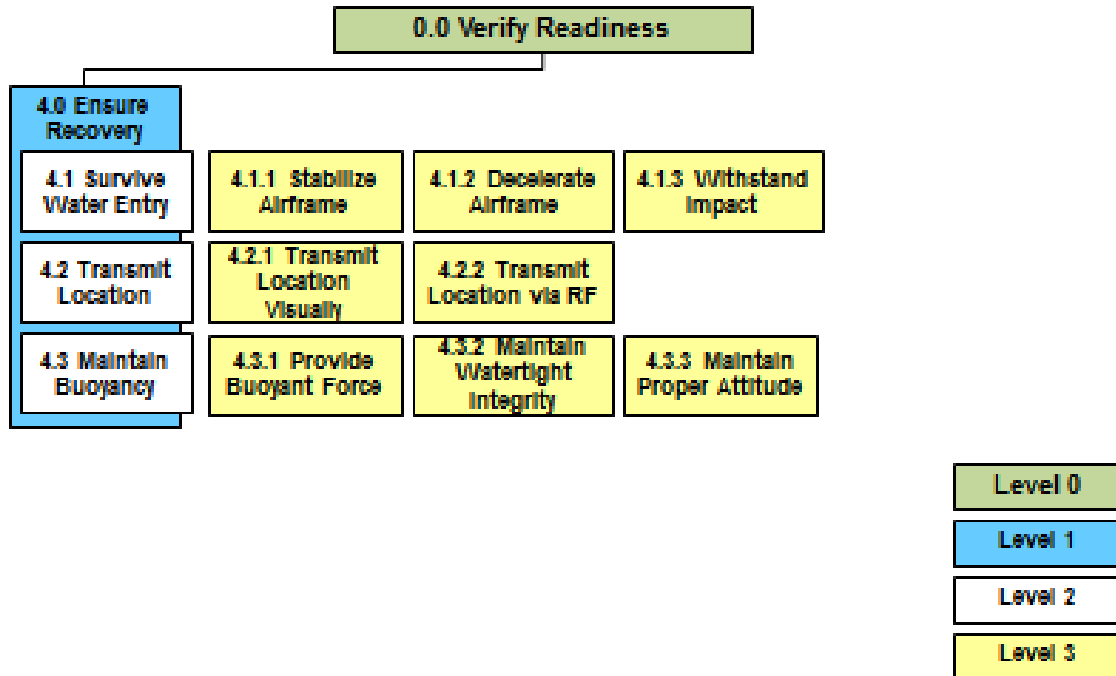 0.0 Verify Readiness
4.0 Ensure
Recovery
4.1 Survive
Water Entry
4.1.1 Stabilize
Airframe
4.1.2 Decelerate
Airframe
4.1.3 Withstand
Impact
4.2 Transmit
Location
4.2.1 Transmit
Location
Visually
4.2.2 Transmit
Location via RF
4.3 Maintain
Buoyancy
4.3.1 Provide
Buoyant Force
4.3.2 Maintain
Watertight
Integrity
4.3.3 Maintain
Proper Attitude
Level 0
Level 1
Level 2
Level 3